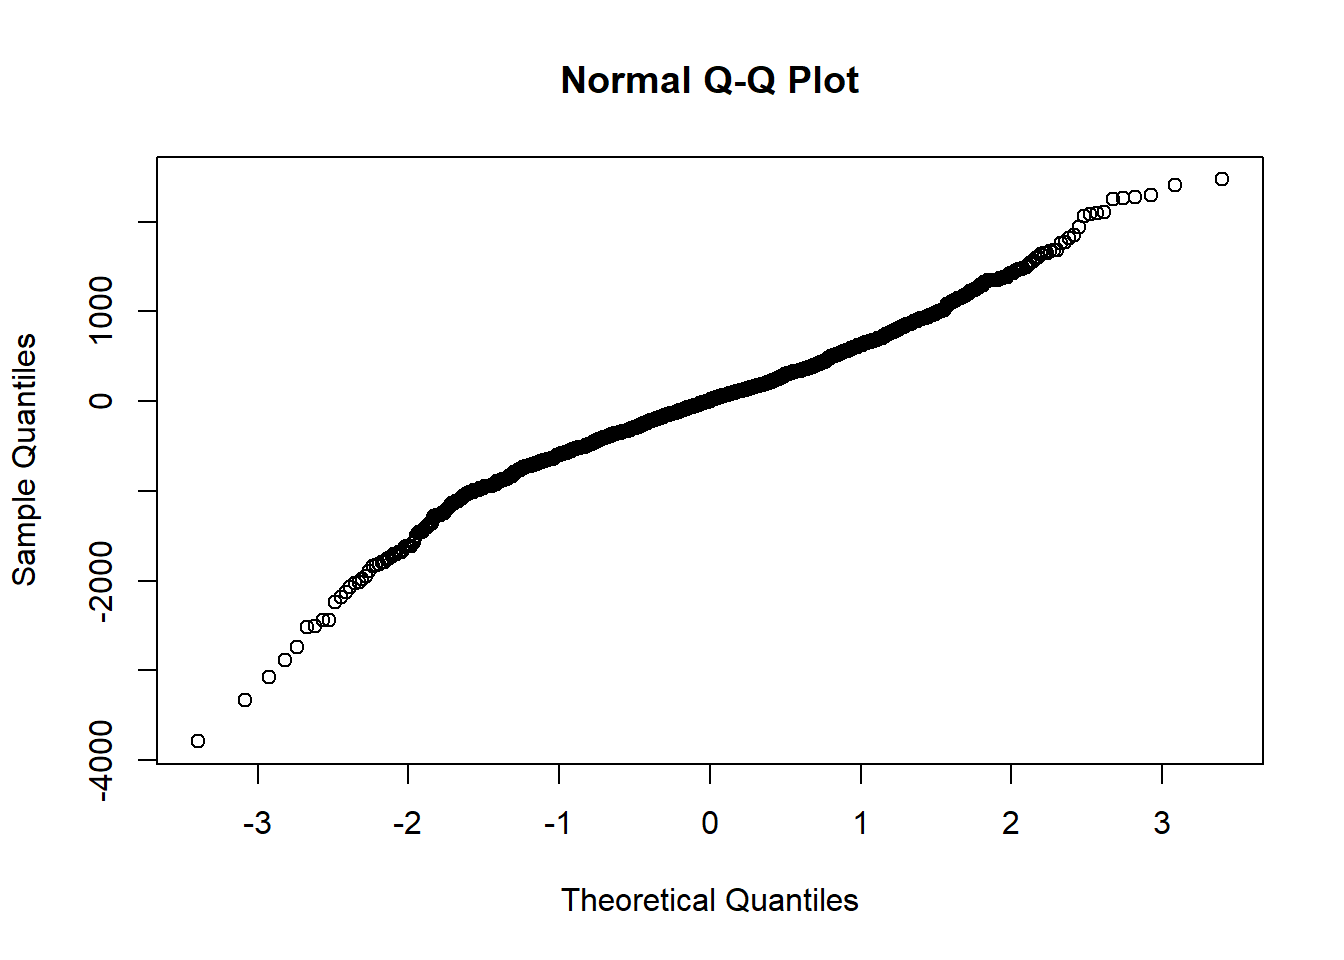 Normal Q-Q Plot
Sample Quantiles
1000
0
-2000
-4000
-3 -2 -1 0 1 2 3
Theoretical Quantiles